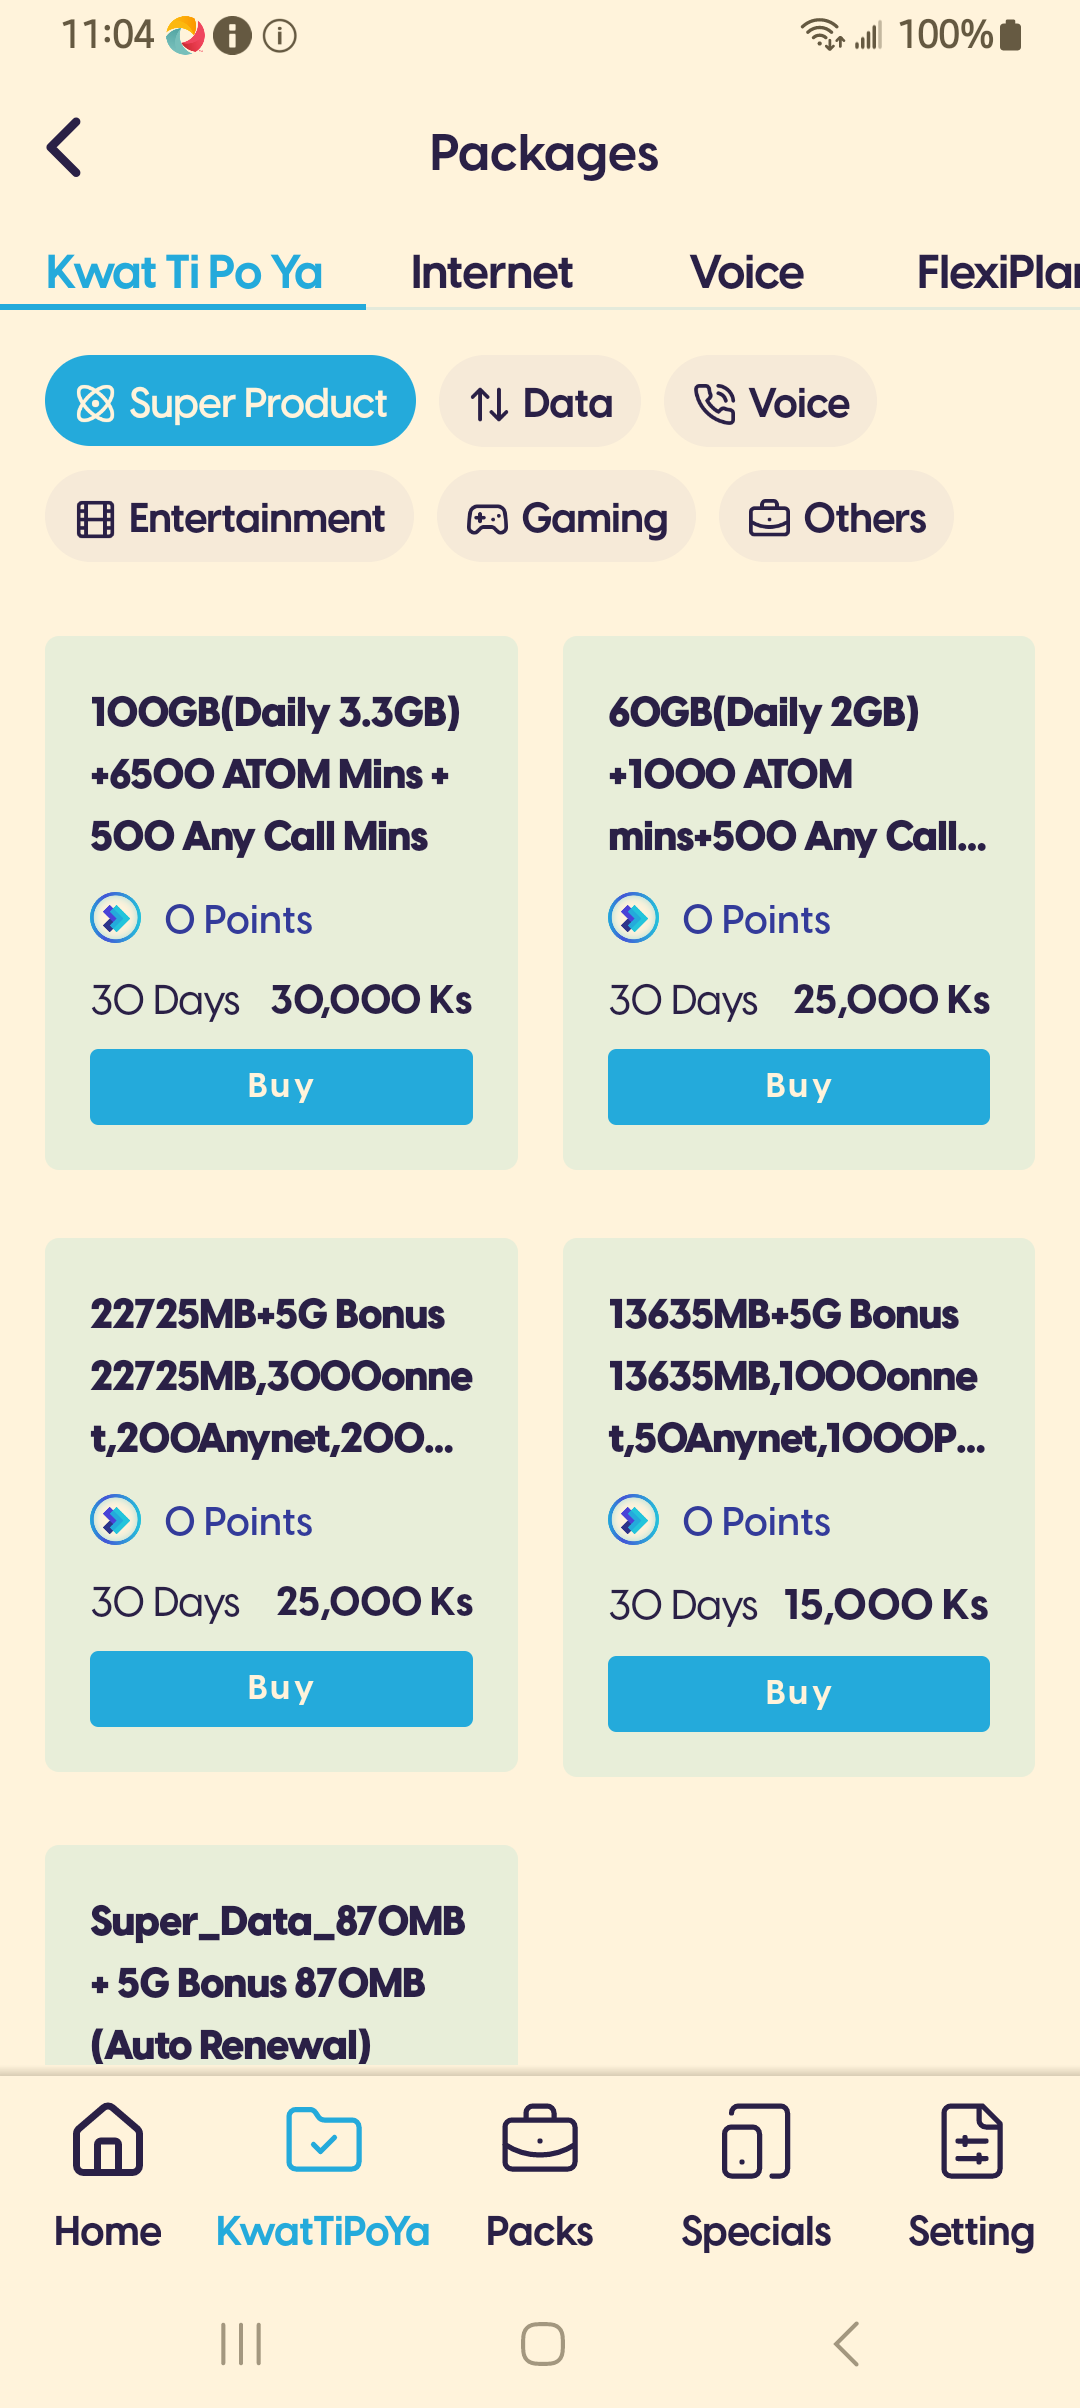 11:04
100%
Packages
Kwat Ti Po Ya
Internet
Voice
FlexiPlan
Super Product
Data
Voice
Entertainment
Gaming
Others
100GB(Daily 3.3GB)
+6500 ATOM Mins +
500 Any Call Mins
0 Points
30 Days 30,000 Ks
Buy
60GB(Daily 2GB)
+1000 ATOM
mins+500 Any Call...
0 Points
30 Days 25,000 Ks
Buy
22725MB+5G Bonus
22725MB,3000onne
t,200Anynet,200...
0 Points
30 Days 25,000 Ks
Buy
13635MB+5G Bonus
13635MB,1000onne
t,50Anynet,1000P...
0 Points
30 Days 15,000 Ks
Buy
Super_Data_870MB
+ 5G Bonus 870MB
(Auto Renewal)
Home
KwatTiPoYa
Packs
Specials
Setting